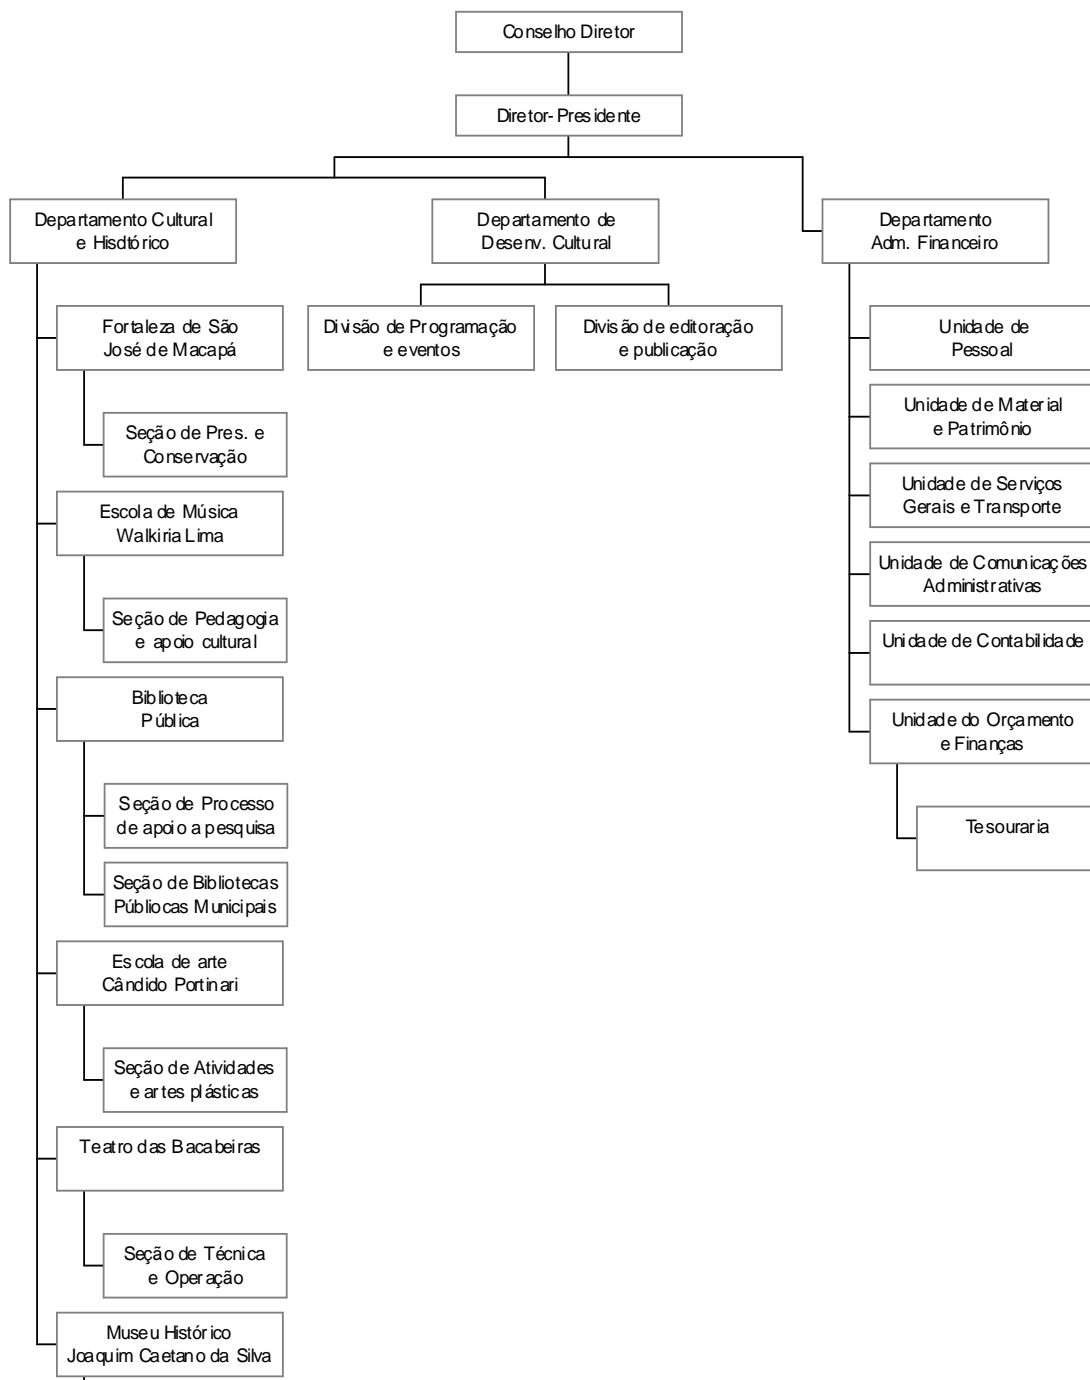 Conselho Diretor
Diretor-Presidente
Departamento Cultural
e Hisdtórico
Departamento de
Desenv. Cultural
Departamento
Adm. Financeiro
Fortaleza de São
José de Macapá
Seção de Pres. e
Conservação
Escola de Música
Walkiria Lima
Seção de Pedagogia
e apoio cultural
Biblioteca
Pública
Seção de Processo
de apoio a pesquisa
Seção de Bibliotecas
Públiocas Municipais
Escola de arte
Cândido Portinari
Seção de Atividades
e artes plásticas
Teatro das Bacabeiras
Seção de Técnica
e Operação
Museu Histórico
Joaquim Caetano da Silva
Divisão de Programação
e eventos
Divisão de editoração
e publicação
Unidade de
Pessoal
Unidade de Material
e Patrimônio
Unidade de Serviços
Gerais e Transporte
Unidade de Comunicações
Administrativas
Unidade de Contabilidade
Unidade do Orçamento
e Finanças
Tesouraria